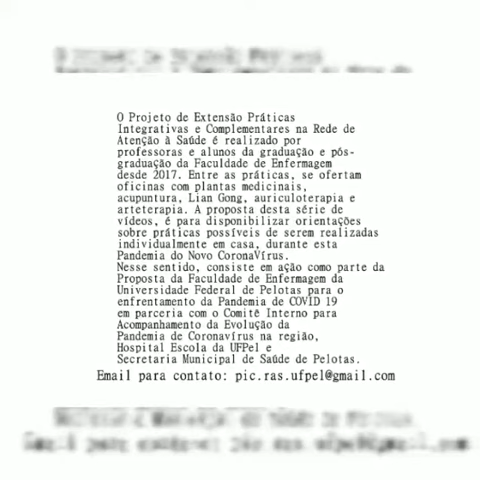 O Projeto de Extensão Práticas
Integrativas e Complementares na Rede de
Atenção à Saúde é realizado por
professoras e alunos da graduação e pós-
graduação da Faculdade de Enfermagem
desde 2017. Entre as práticas, se ofertam
oficinas com plantas medicinais,
acupuntura, Lian Gong, auriculoterapia e
arteterapia. A proposta desta série de
vídeos, é para disponibilizar orientações
sobre práticas possíveis de serem realizadas
individualmente em casa, durante esta
Pandemia do Novo CoronaVírus.
Nesse sentido, consiste em ação como parte da
Proposta da Faculdade de Enfermagem da
Universidade Federal de Pelotas para o
enfrentamento da Pandemia de COVID 19
em parceria com o Comitê Interno para
Acompanhamento da Evolução da
Pandemia de Coronavírus na região,
Hospital Escola da UFPel e
Secretaria Municipal de Saúde de Pelotas.
Email para contato: pic.ras.ufpel@gmail.com